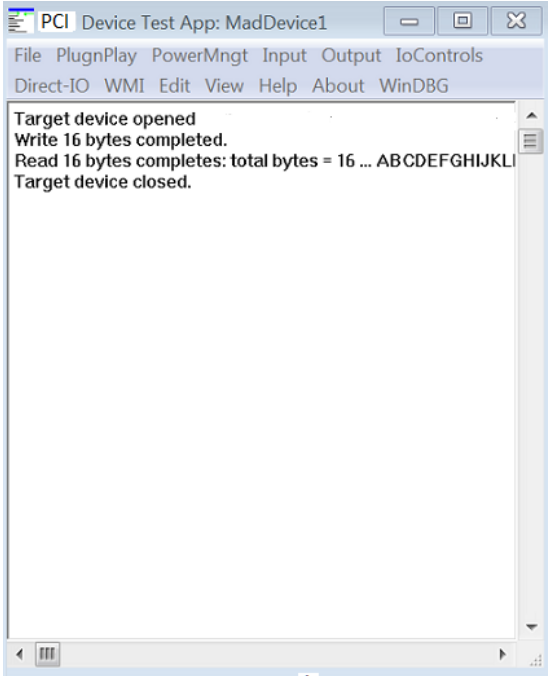 PCI Device Test App: MadDevice1
File PlugnPlay PowerMngt Input Output IoControls
Direct-IO WMI Edit View Help About WinDBG
Target device opened
Write 16 bytes completed.
Read 16 bytes completes: total bytes = 16 ... ABCDEFGHIJKL
Target device closed.